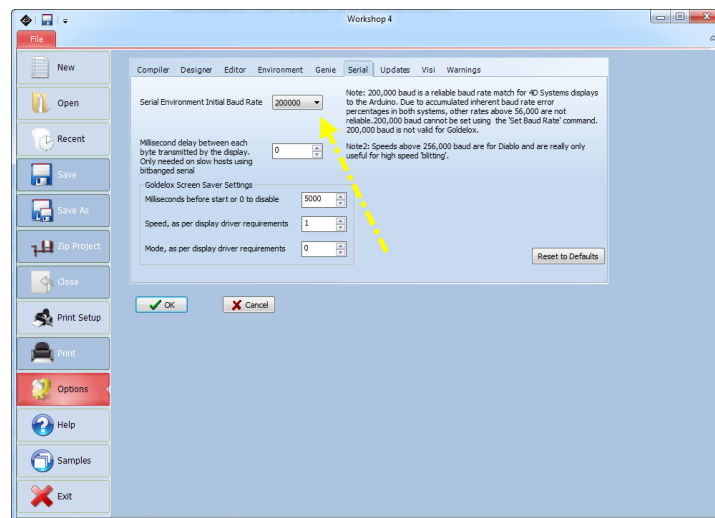 Workshop 4
File
New
Open
Recent
Save
Save As
Zip Project
Close
Print Setup
Print
Options
Help
Samples
Exit
Compiler Designer Editor Environment Genie Serial Updates Visi Warnings
Serial Environment Initial Baud Rate 200000
Note: 200,000 baud is a reliable baud rate match for 4D Systems displays
to the Arduino. Due to accumulated inherent baud rate error
percentages in both systems, other rates above 56,000 are not
reliable.200,000 baud cannot be set using the 'Set Baud Rate' command.
200,000 baud is not valid for Goldelox.
Note2: Speeds above 256,000 baud are for Diablo and are really only
useful for high speed 'blitting'.
Millisecond delay between each
byte transmitted by the display.
Only needed on slow hosts using
bitbanged serial
0
Goldelox Screen Saver Settings
Milliseconds before start or 0 to disable 5000
Speed, as per display driver requirements 1
Mode, as per display driver requirements 0
Reset to Defaults
OK Cancel